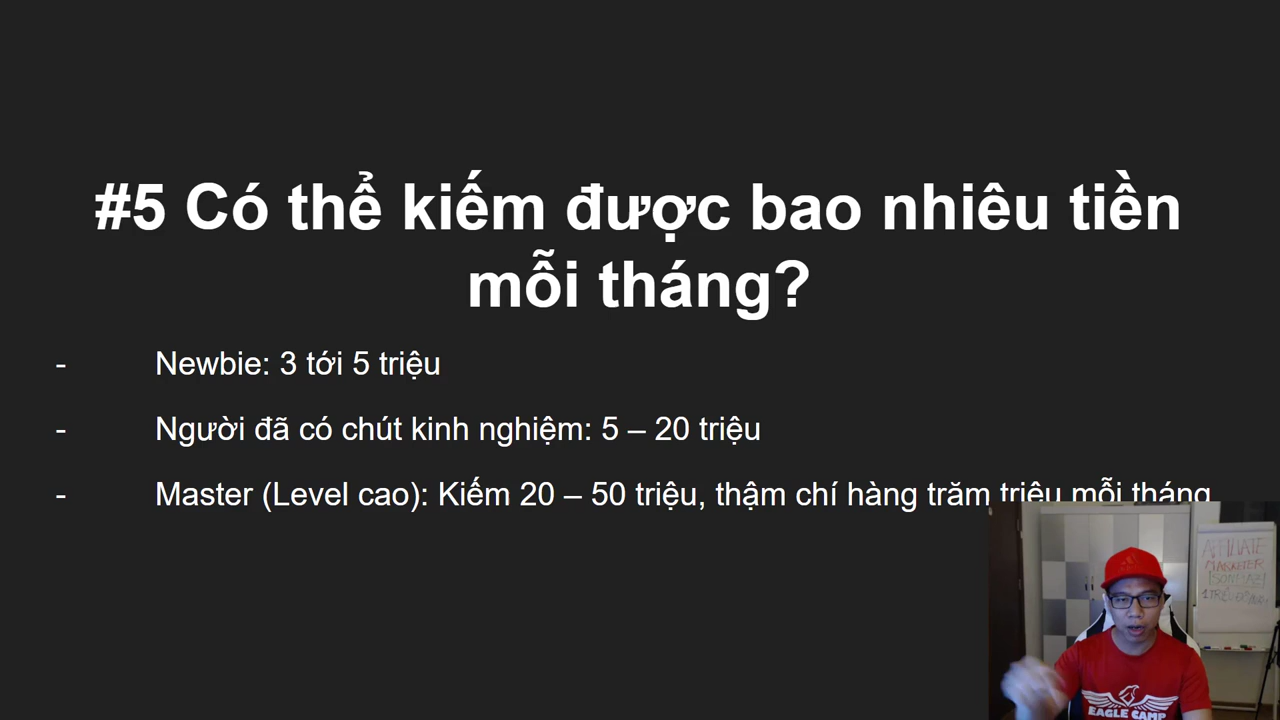 #5 Có thể kiếm được bao nhiêu tiền
mỗi tháng?
- Newbie: 3 tới 5 triệu
- Người đã có chút kinh nghiệm: 5 – 20 triệu
- Master (Level cao): Kiếm 20 – 50 triệu, thậm chí hàng trăm triệu mỗi tháng
AFFILIATE
MARKETER
EAGLE CAMP